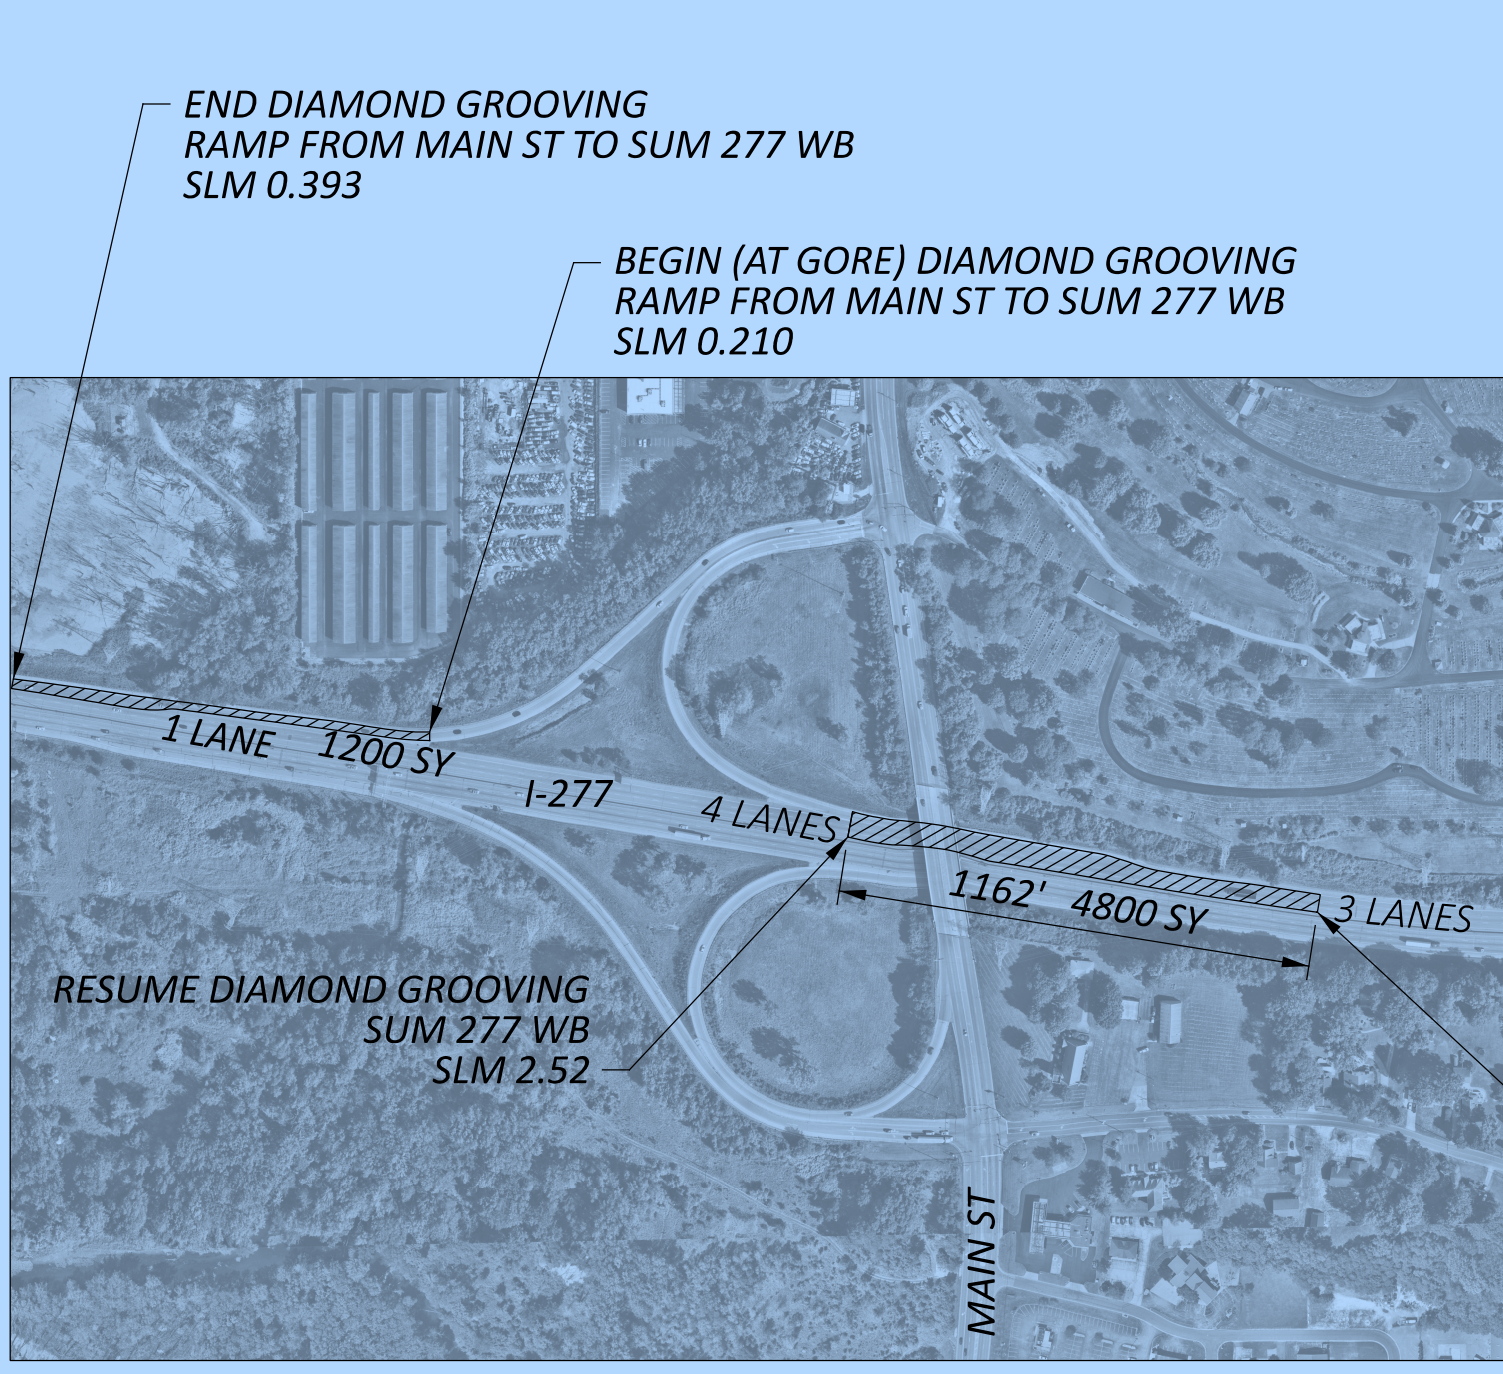 END DIAMOND GROOVING
RAMP FROM MAIN ST TO SUM 277 WB
SLM 0.393
BEGIN (AT GORE) DIAMOND GROOVING
RAMP FROM MAIN ST TO SUM 277 WB
SLM 0.210
1 LANE 1200 SY
I-277
4 LANES
1162' 4800 SY
3 LANES
RESUME DIAMOND GROOVING
SUM 277 WB
SLM 2.52
MAIN ST